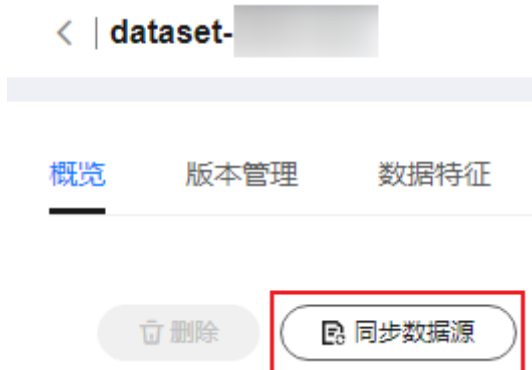 < | dataset-
概览 版本管理 数据特征
删除 同步数据源